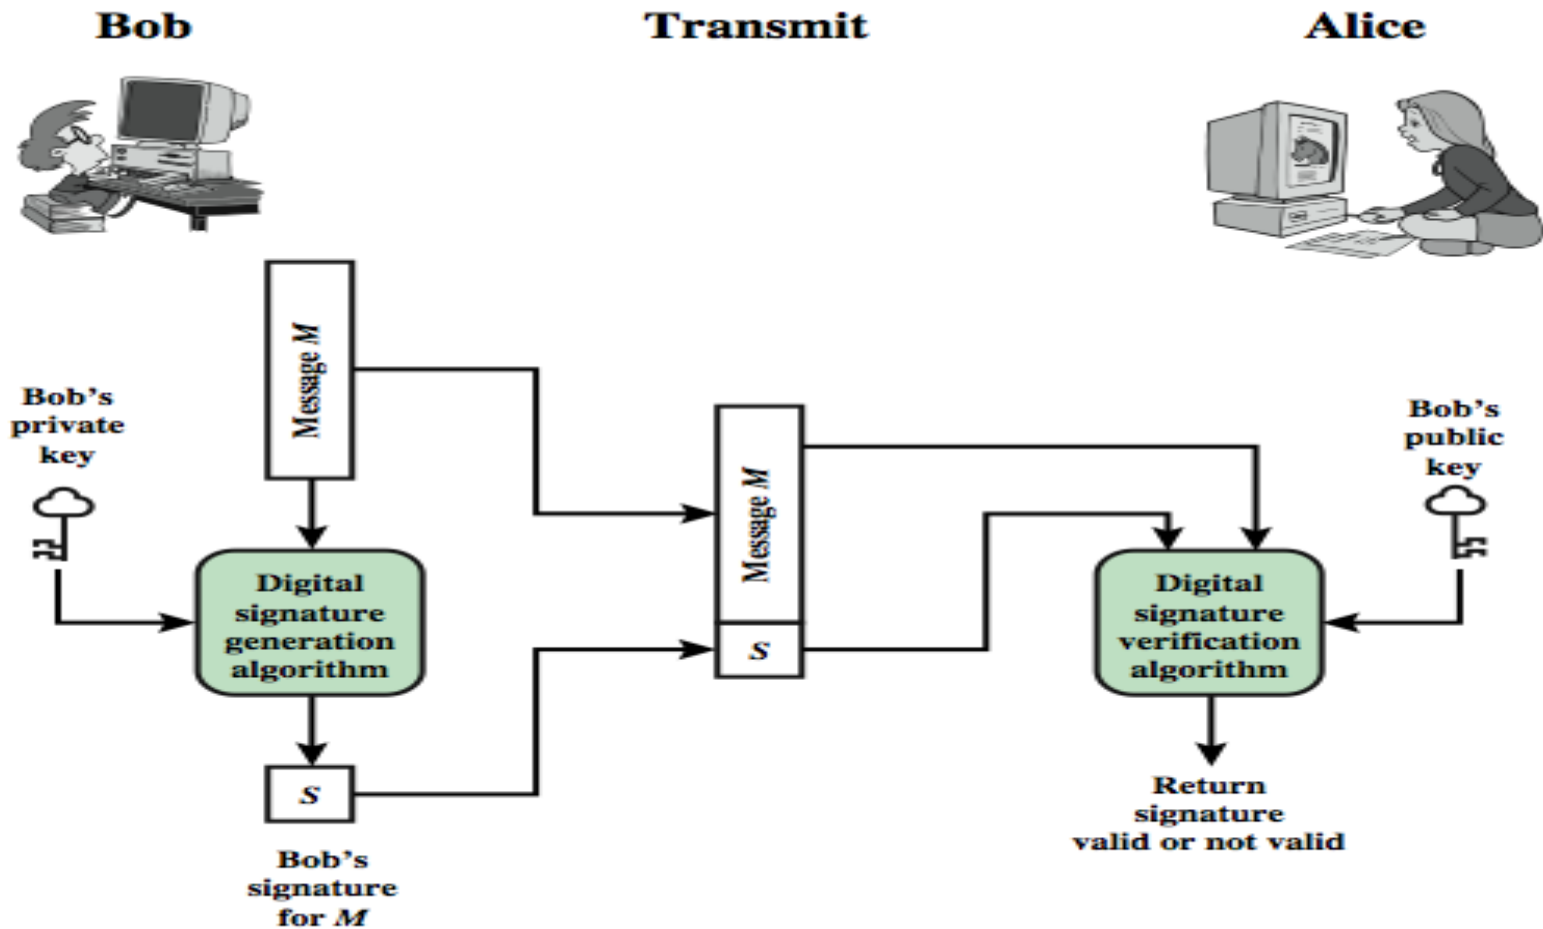 Bob
Transmit
Alice
Message M
Bob's
private
key
Digital
signature
generation
algorithm
S
Bob's
signature
for M
Message M
S
Bob's
public
key
Digital
signature
verification
algorithm
Return
signature
valid or not valid